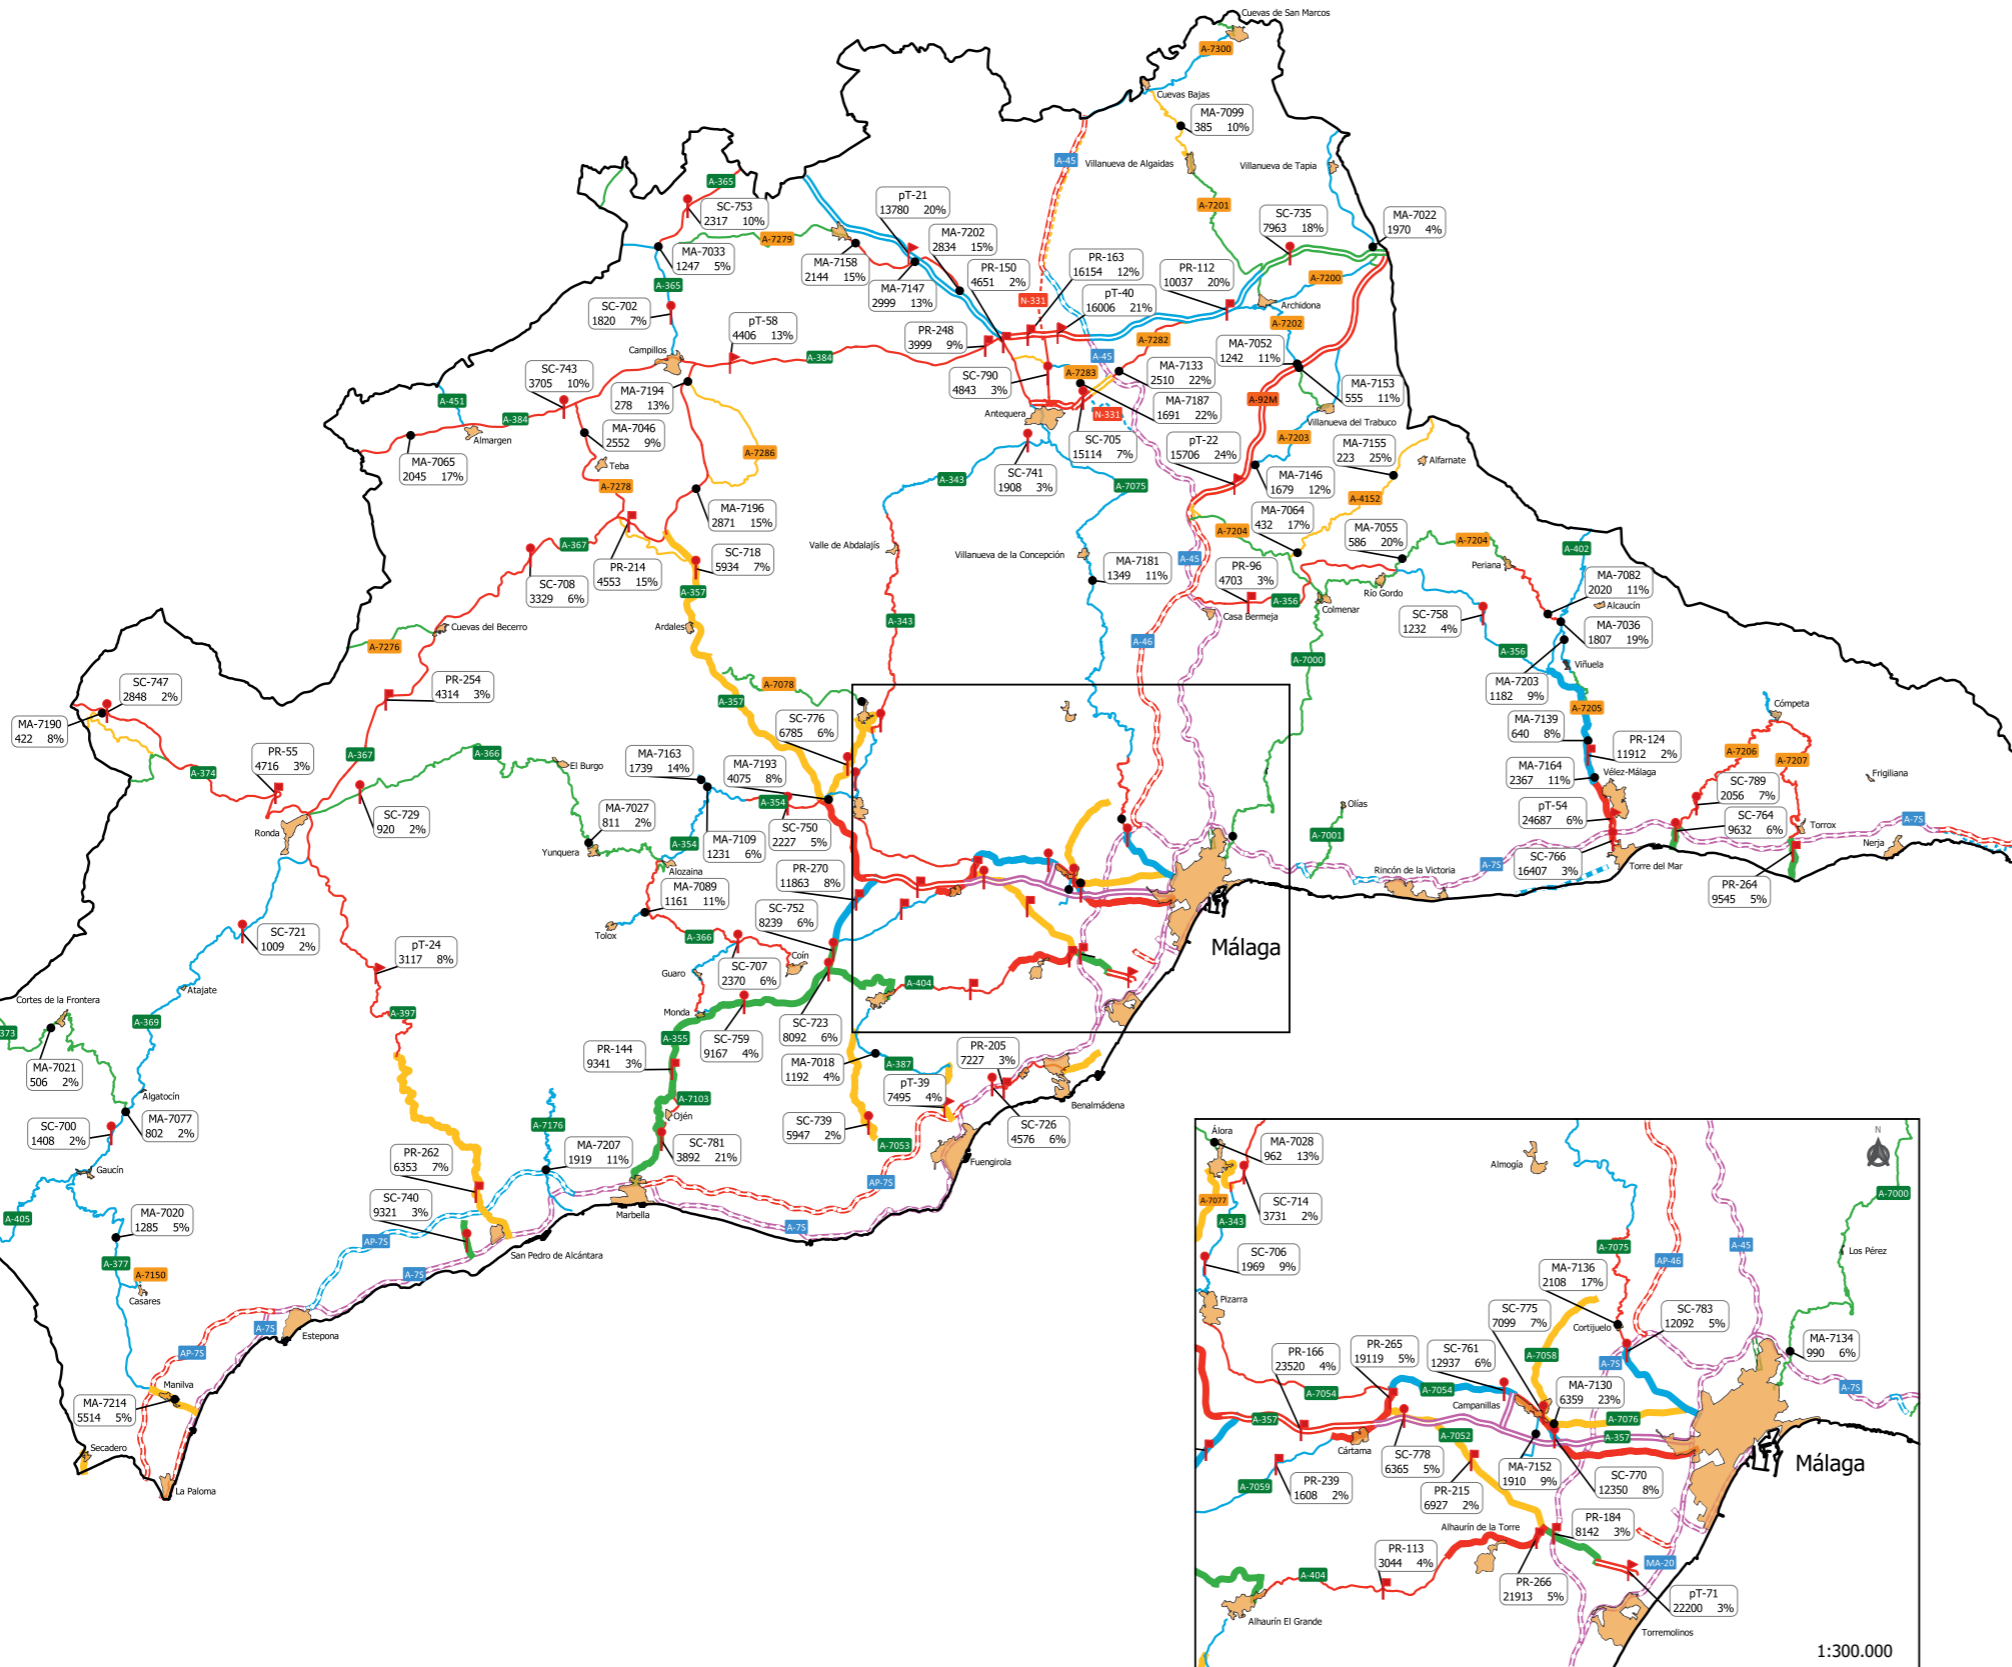 Cuevas de San Marcos
A-7300
Cuevas Bajas
MA-7099
385 10%
A-45
Villanueva de Algaidas
Villanueva de Tapia
A-365
SC-753
2317 10%
pT-21
13780 20%
A-7201
SC-735
7963 18%
MA-7022
1970 4%
MA-7202
2834 15%
A-7279
MA-7033
1247 5%
MA-7158
2144 15%
PR-150
4651 2%
PR-163
16154 12%
PR-112
10037 20%
A-7200
A-365
MA-7147
2999 13%
N-331
pT-40
16006 21%
Archidona
SC-702
1820 7%
pT-58
4406 13%
PR-248
3999 9%
A-7202
A-7282
Campillos
A-384
A-45
MA-7052
1242 11%
SC-743
3705 10%
SC-790
4843 3%
A-7283
MA-7133
2510 22%
MA-7153
555 11%
MA-7194
278 13%
A-451
A-384
Antequera
N-331
MA-7187
1691 22%
A-92M
Villanueva del Trabuco
Almargen
MA-7046
2552 9%
SC-705
15114 7%
pT-22
15706 24%
A-7203
MA-7155
223 25%
MA-7065
2045 17%
A-7286
Teba
SC-741
1908 3%
Alfarnate
A-7278
A-343
A-7075
MA-7146
1679 12%
A-4152
MA-7196
2871 15%
MA-7064
432 17%
A-7204
MA-7055
586 20%
A-7204
A-402
A-367
Valle de Abdalajís
Villanueva de la Concepción
A-45
Periana
SC-718
5934 7%
PR-214
4553 15%
MA-7181
1349 11%
PR-96
4703 3%
Río Gordo
MA-7082
2020 11%
SC-708
3329 6%
A-357
A-356
Colmenar
Alcaucín
Casa Bermeja
SC-758
1232 4%
MA-7036
1807 19%
Cuevas del Becerro
Ardales
A-343
A-7276
A-46
A-356
A-7000
Viñuela
SC-747
2848 2%
PR-254
4314 3%
A-7078
MA-7203
1182 9%
A-357
A-7205
Cómpeta
MA-7190
422 8%
SC-776
6785 6%
MA-7139
640 8%
PR-124
11912 2%
PR-55
4716 3%
A-367
A-366
MA-7163
1739 14%
MA-7193
4075 8%
A-7206
A-7207
A-374
El Burgo
MA-7164
2367 11%
Vélez-Málaga
SC-789
2056 7%
Frigiliana
SC-729
920 2%
MA-7027
811 2%
A-354
SC-750
2227 5%
Olías
pT-54
24687 6%
SC-764
9632 6%
Torrox
A-7S
Ronda
Yunquera
A-354
MA-7109
1231 6%
A-7001
Nerja
Alozaina
PR-270
11863 8%
Rincón de la Victoria
A-7S
SC-766
16407 3%
Torre del Mar
PR-264
9545 5%
MA-7089
1161 11%
SC-752
8239 6%
SC-721
1009 2%
pT-24
3117 8%
Tolox
A-366
Coín
Málaga
Guaro
SC-707
2370 6%
Atajate
A-404
Cortes de la Frontera
Monda
A-369
A-397
SC-759
9167 4%
SC-723
8092 6%
373
A-355
PR-144
9341 3%
PR-205
7227 3%
MA-7021
506 2%
MA-7018
1192 4%
A-387
pT-39
7495 4%
Algatocín
A-7103
Benalmádena
Ojén
SC-739
5947 2%
SC-726
4576 6%
SC-700
1408 2%
MA-7077
802 2%
A-7176
A-7053
MA-7207
1919 11%
SC-781
3892 21%
PR-262
6353 7%
Fuengirola
Gaucín
AP-7S
SC-740
9321 3%
A-405
MA-7020
1285 5%
Marbella
A-7S
AP-7S
San Pedro de Alcántara
A-377
A-7150
A-7S
Casares
A-7S
Estepona
AP-7S
Manilva
MA-7214
5514 5%
Secadero
La Paloma
Álora
MA-7028
962 13%
N
Almogía
A-7077
SC-714
3731 2%
A-7000
A-343
A-7075
A-45
Los Pérez
SC-706
1969 9%
AP-46
MA-7136
2108 17%
Pizarra
SC-775
7099 7%
SC-783
12092 5%
Cortijuelo
PR-265
19119 5%
SC-761
12937 6%
MA-7134
990 6%
PR-166
23520 4%
A-7058
A-7S
A-7054
A-7054
MA-7130
6359 23%
A-7S
Campanillas
A-357
A-7076
A-7052
A-357
Cártama
SC-778
6365 5%
Málaga
MA-7152
1910 9%
SC-770
12350 8%
A-7059
PR-239
1608 2%
PR-215
6927 2%
Alhaurín de la Torre
PR-184
8142 3%
PR-113
3044 4%
MA-20
A-404
PR-266
21913 5%
pT-71
22200 3%
Alhaurín El Grande
Torremolinos
1:300.000